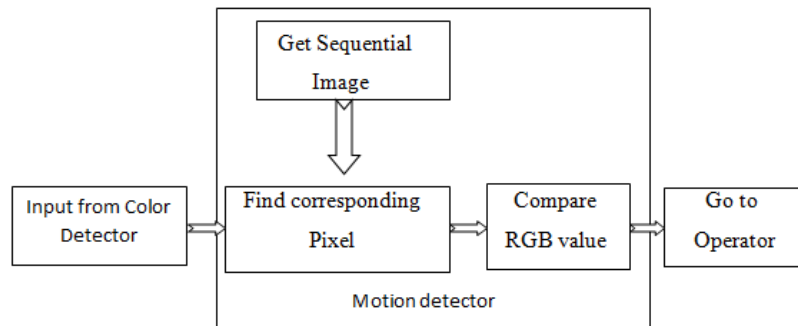 Get Sequential
Image
Input from Color
Detector
Find corresponding
Pixel
Compare
RGB value
Go to
Operator
Motion detector